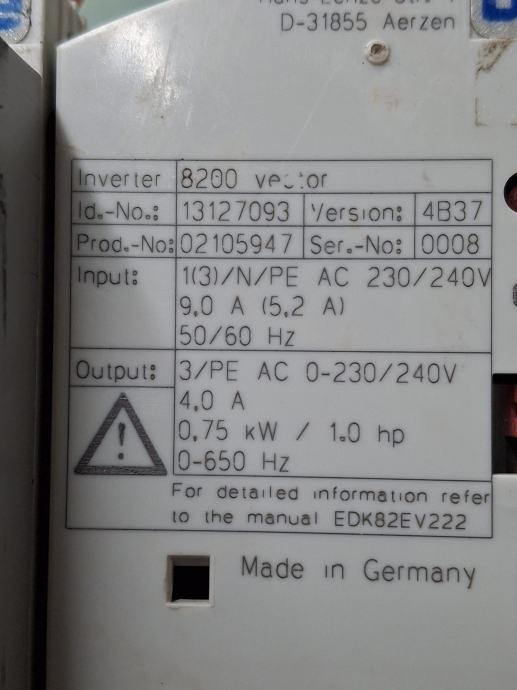 D-31855 Aerzen
Inverter 8200 vector
Id.-No.: 13127093 Version: 4B37
Prod.-No: 02105947 Ser.-No: 0008
Input: 1(3)/N/PE AC 230/240V
9,0 A (5,2 A)
50/60 Hz
Output: 3/PE AC 0-230/240V
4,0 A
0,75 kW / 1.0 hp
0-650 Hz
For detailed information refer
to the manual EDK82EV222
Made in Germany